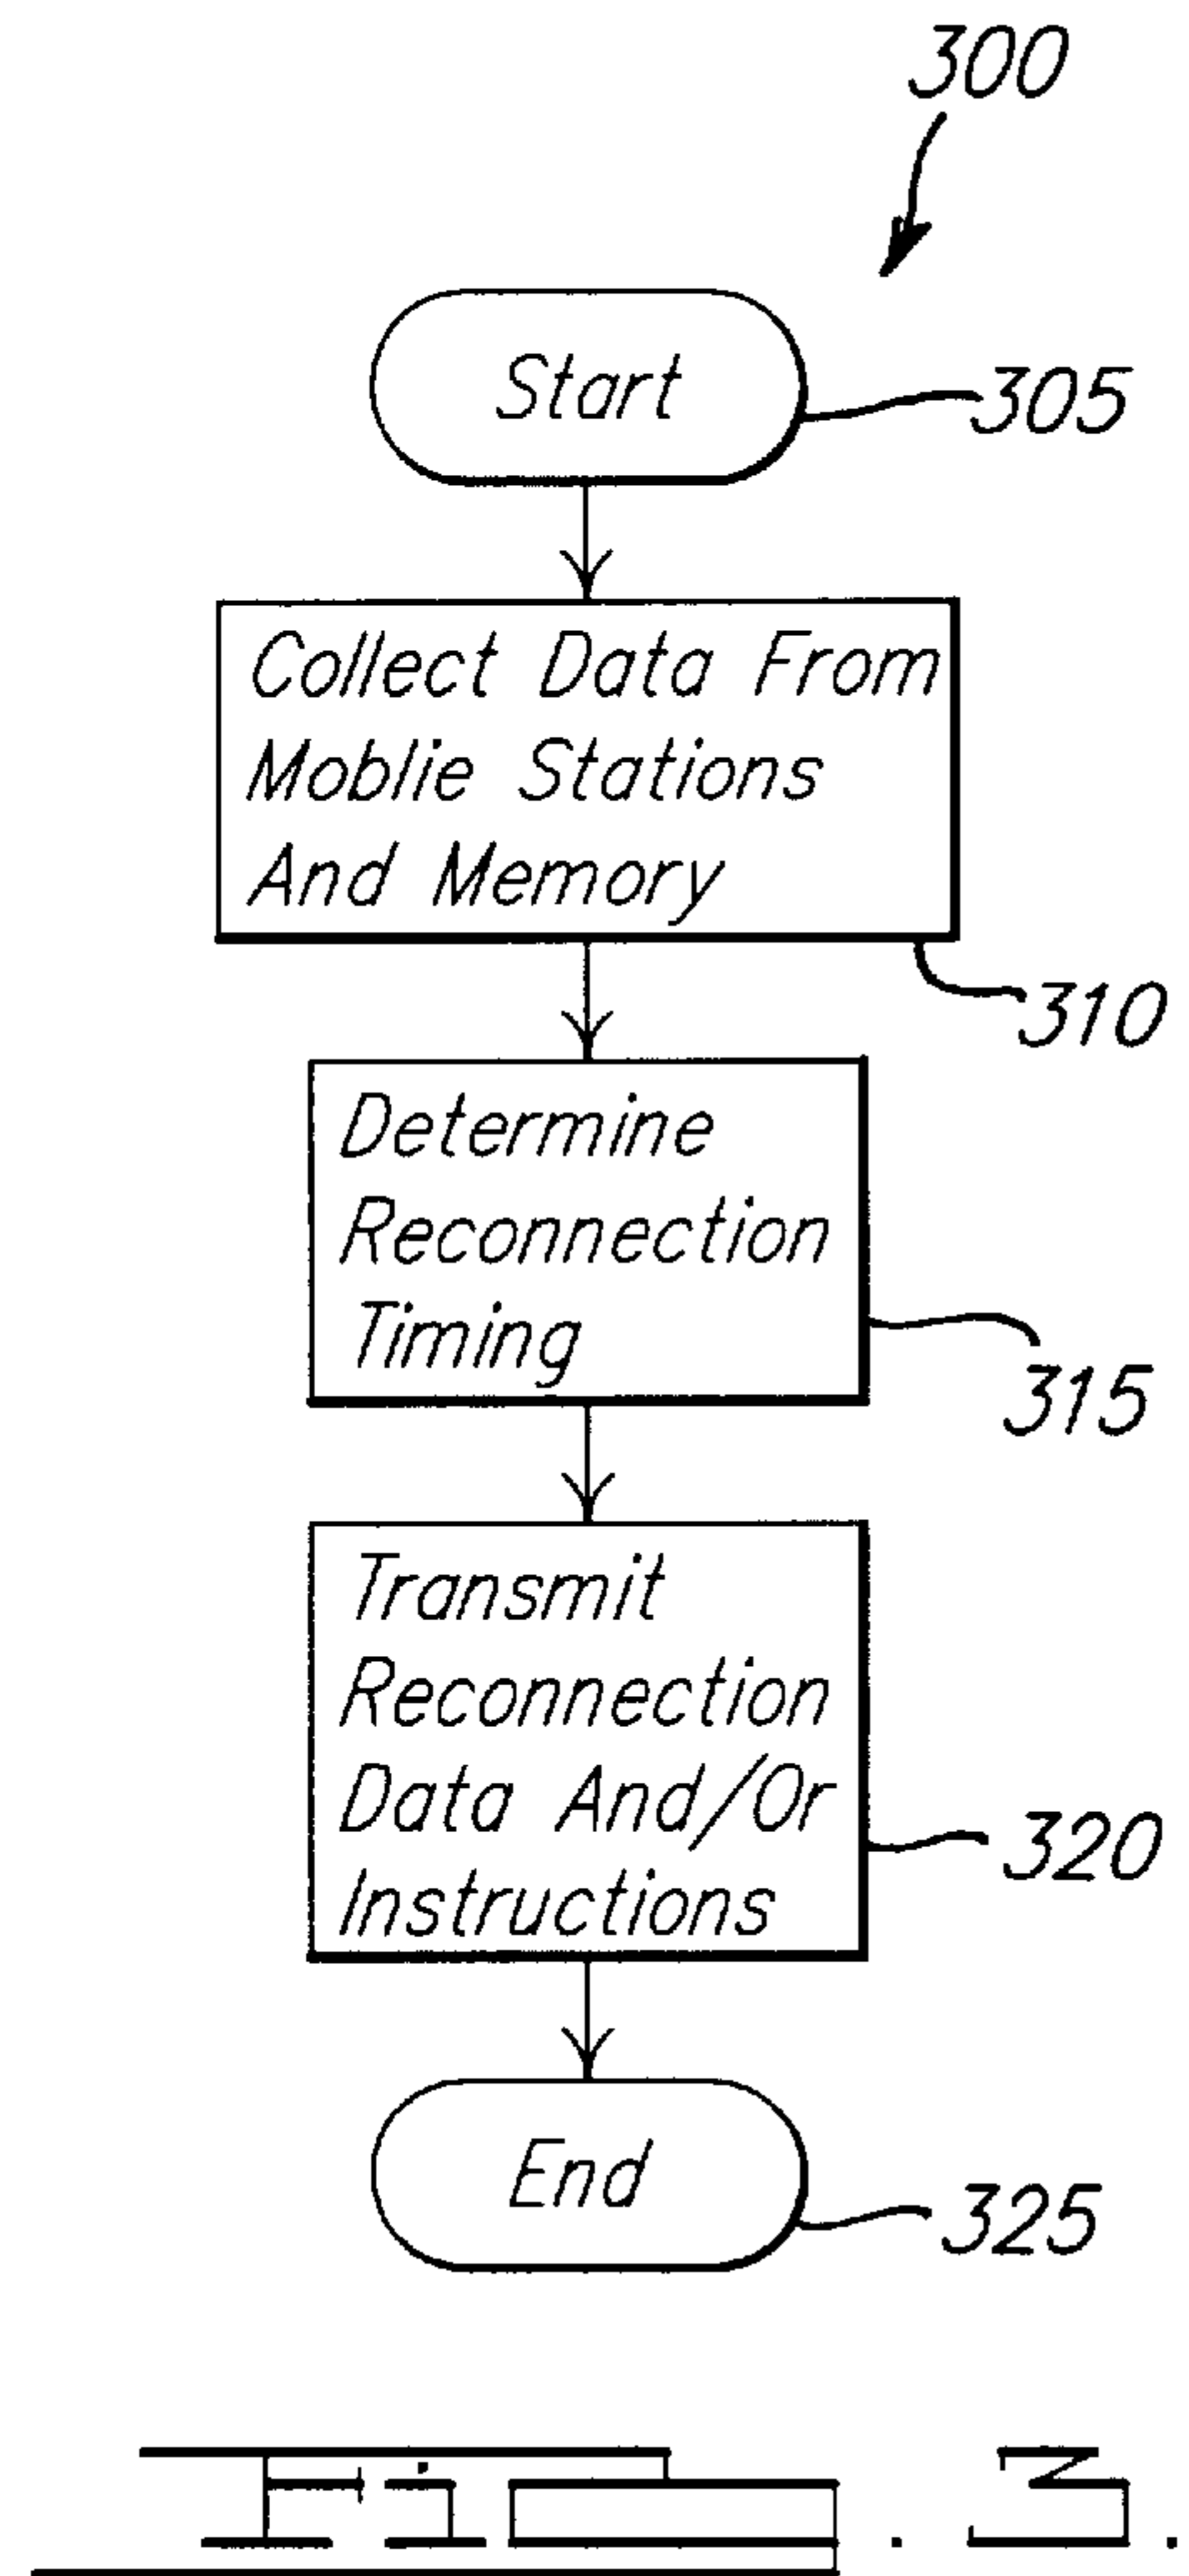 300
Start
305
Collect Data From
Moblie Stations
And Memory
310
Determine
Reconnection
Timing
315
Transmit
Reconnection
Data And/Or
Instructions
320
End
325
Fig. 3.